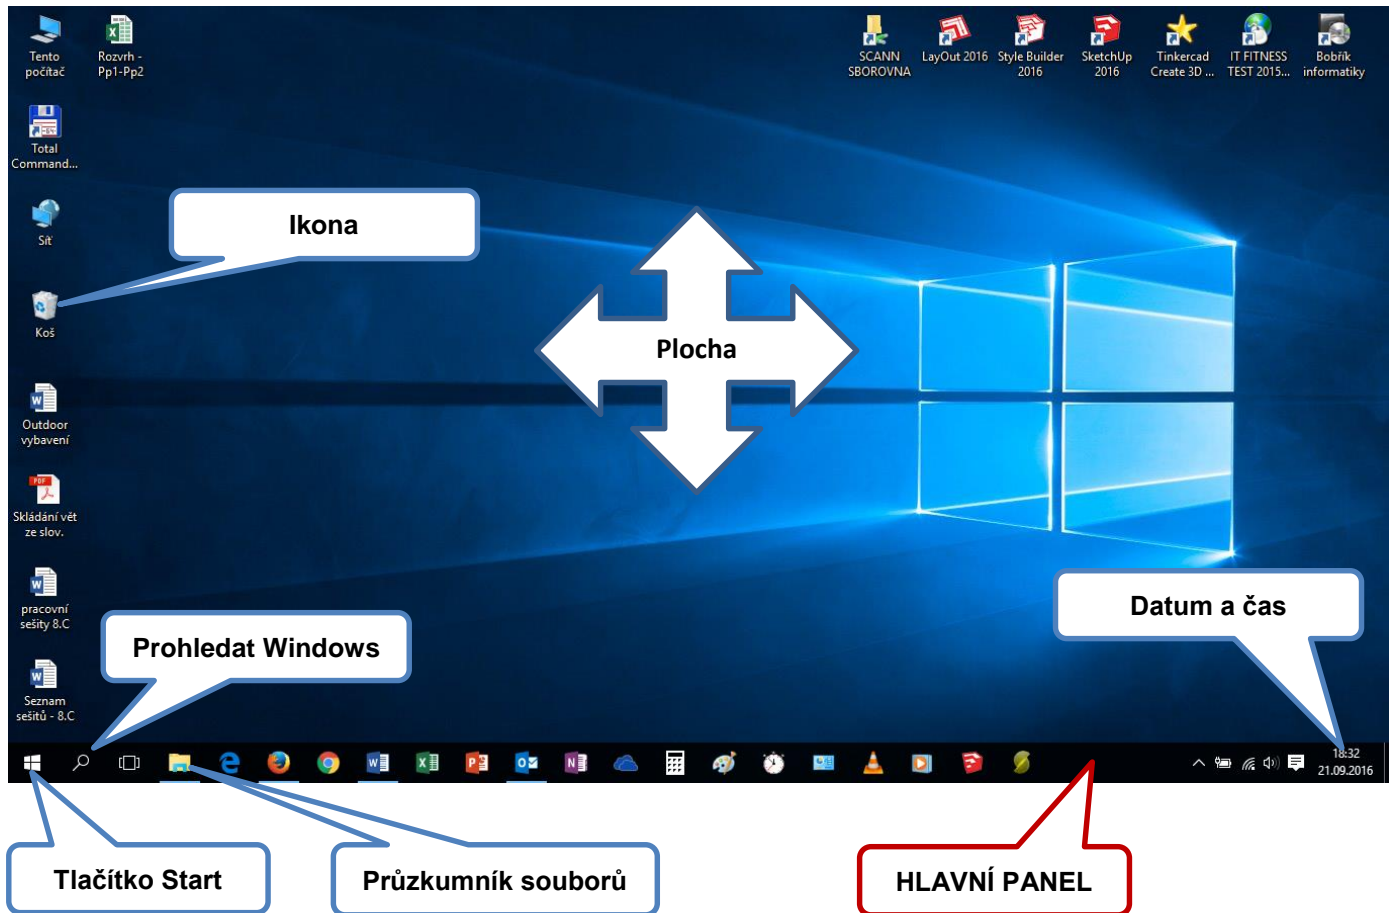 Tento
počítač
Rozvrh -
Pp1-Pp2
SCANN
SBOROVNA
LayOut 2016
Style Builder
2016
SketchUp
2016
Tinkercad
Create 3D ...
IT FITNESS
TEST 2015...
Bobřík
informatiky
Total
Command...
Síť
Koš
Outdoor
vybavení
PDF
Skládání vět
ze slov.
pracovní
sešity 8.C
Seznam
sešitů - 8.C
Ikona
Plocha
Prohledat Windows
Datum a čas
18:32
21.09.2016
Tlačítko Start
Průzkumník souborů
HLAVNÍ PANEL